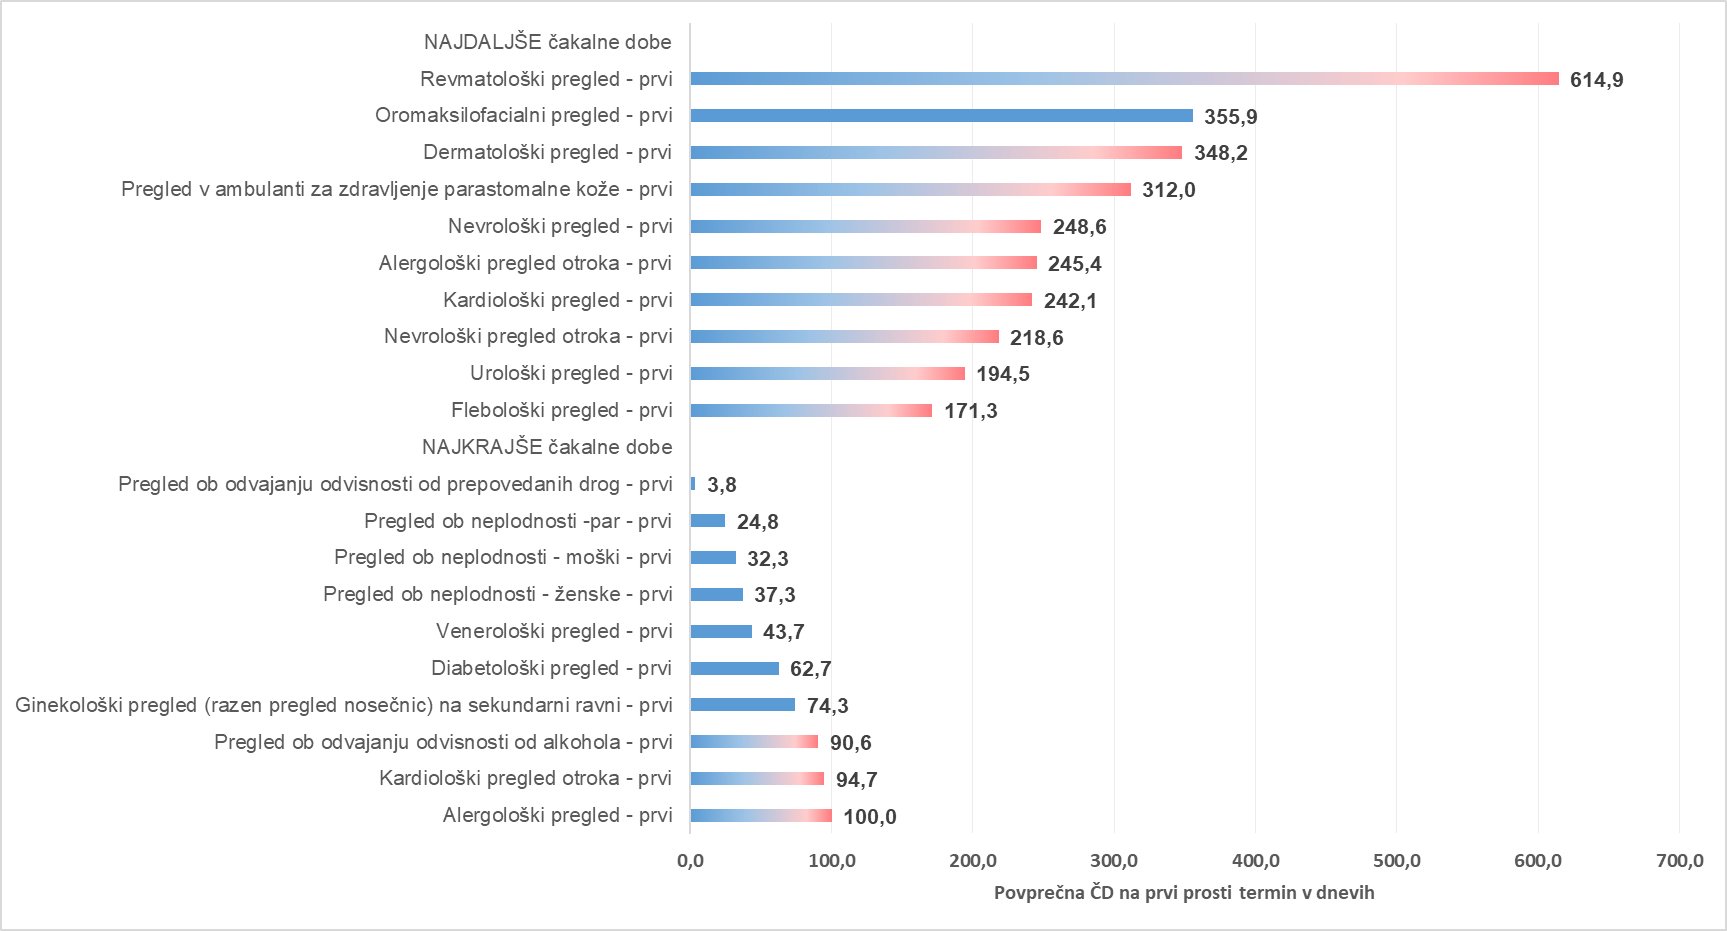 NAJDALJŠE čakalne dobe
Revmatološki pregled - prvi 614,9
Oromaksilofacialni pregled - prvi 355,9
Dermatološki pregled - prvi 348,2
Pregled v ambulanti za zdravljenje parastomalne kože - prvi 312,0
Nevrološki pregled - prvi 248,6
Alergološki pregled otroka - prvi 245,4
Kardiološki pregled - prvi 242,1
Nevrološki pregled otroka - prvi 218,6
Urološki pregled - prvi 194,5
Flebološki pregled - prvi 171,3
NAJKRAJŠE čakalne dobe
Pregled ob odvajanju odvisnosti od prepovedanih drog - prvi 3,8
Pregled ob neplodnosti -par - prvi 24,8
Pregled ob neplodnosti - moški - prvi 32,3
Pregled ob neplodnosti - ženske - prvi 37,3
Venerološki pregled - prvi 43,7
Diabetološki pregled - prvi 62,7
Ginekološki pregled (razen pregled nosečnic) na sekundarni ravni - prvi 74,3
Pregled ob odvajanju odvisnosti od alkohola - prvi 90,6
Kardiološki pregled otroka - prvi 94,7
Alergološki pregled - prvi 100,0
0,0 100,0 200,0 300,0 400,0 500,0 600,0 700,0
Povprečna ČD na prvi prosti termin v dnevih